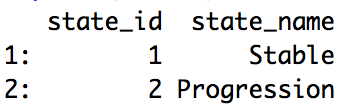 state_id state_name
1: 1 Stable
2: 2 Progression